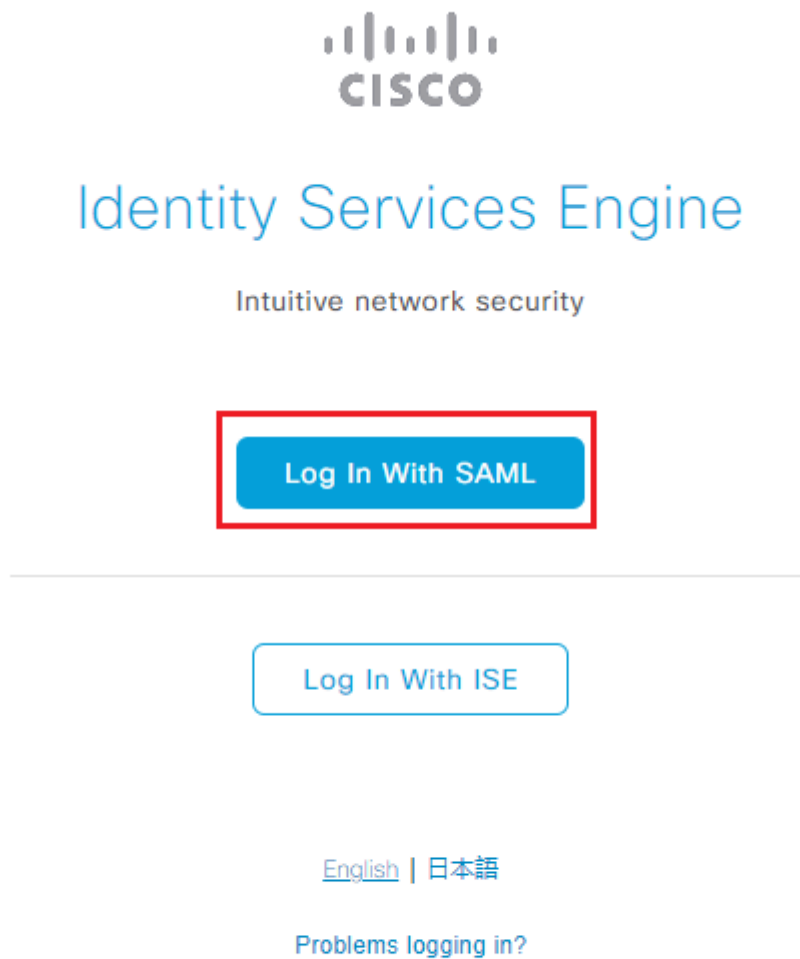 CISCO
Identity Services Engine
Intuitive network security
Log In With SAML
Log In With ISE
English | 日本語
Problems logging in?